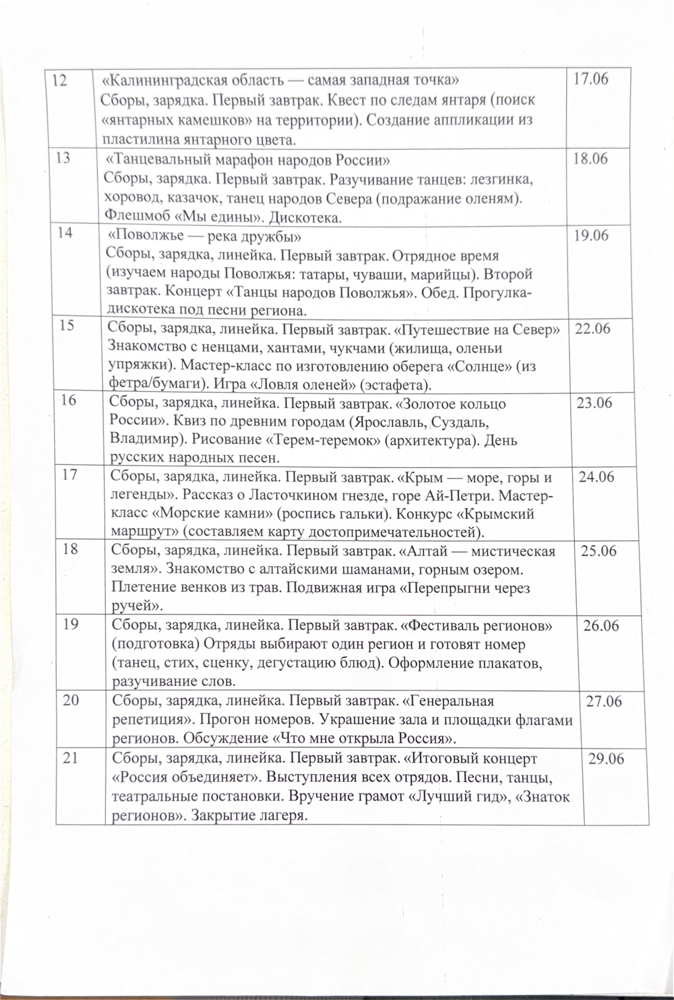 12
«Калининградская область — самая западная точка»
17.06
Сборы, зарядка. Первый завтрак. Квест по следам янтаря (поиск
«янтарных камешков» на территории). Создание аппликации из
пластилина янтарного цвета.
13
«Танцевальный марафон народов России»
18.06
Сборы, зарядка. Первый завтрак. Разучивание танцев: лезгинка,
хоровод, казачок, танец народов Севера (подражание оленям).
Флешмоб «Мы едины». Дискотека.
14
«Поволжье — река дружбы»
19.06
Сборы, зарядка, линейка. Первый завтрак. Отрядное время
(изучаем народы Поволжья: татары, чуваши, марийцы). Второй
завтрак. Концерт «Танцы народов Поволжья». Обед. Прогулка-
дискотека под песни региона.
15
Сборы, зарядка, линейка. Первый завтрак. «Путешествие на Север»
22.06
Знакомство с ненцами, хантами, чукчами (жилища, оленьи
упряжки). Мастер-класс по изготовлению оберега «Солнце» (из
фетра/бумаги). Игра «Ловля оленей» (эстафета).
16
Сборы, зарядка, линейка. Первый завтрак. «Золотое кольцо
23.06
России». Квиз по древним городам (Ярославль, Суздаль,
Владимир). Рисование «Терем-теремок» (архитектура). День
русских народных песен.
17
Сборы, зарядка, линейка. Первый завтрак. «Крым — море, горы и
24.06
легенды». Рассказ о Ласточкином гнезде, горе Ай-Петри. Мастер-
класс «Морские камни» (роспись гальки). Конкурс «Крымский
маршрут» (составляем карту достопримечательностей).
18
Сборы, зарядка, линейка. Первый завтрак. «Алтай — мистическая
25.06
земля». Знакомство с алтайскими шаманами, горным озером.
Плетение венков из трав. Подвижная игра «Перепрыгни через
ручей».
19
Сборы, зарядка, линейка. Первый завтрак. «Фестиваль регионов»
26.06
(подготовка) Отряды выбирают один регион и готовят номер
(танец, стих, сценку, дегустацию блюд). Оформление плакатов,
разучивание слов.
20
Сборы, зарядка, линейка. Первый завтрак. «Генеральная
27.06
репетиция». Прогон номеров. Украшение зала и площадки флагами
регионов. Обсуждение «Что мне открыла Россия».
21
Сборы, зарядка, линейка. Первый завтрак. «Итоговый концерт
29.06
«Россия объединяет». Выступления всех отрядов. Песни, танцы,
театральные постановки. Вручение грамот «Лучший гид», «Знаток
регионов». Закрытие лагеря.